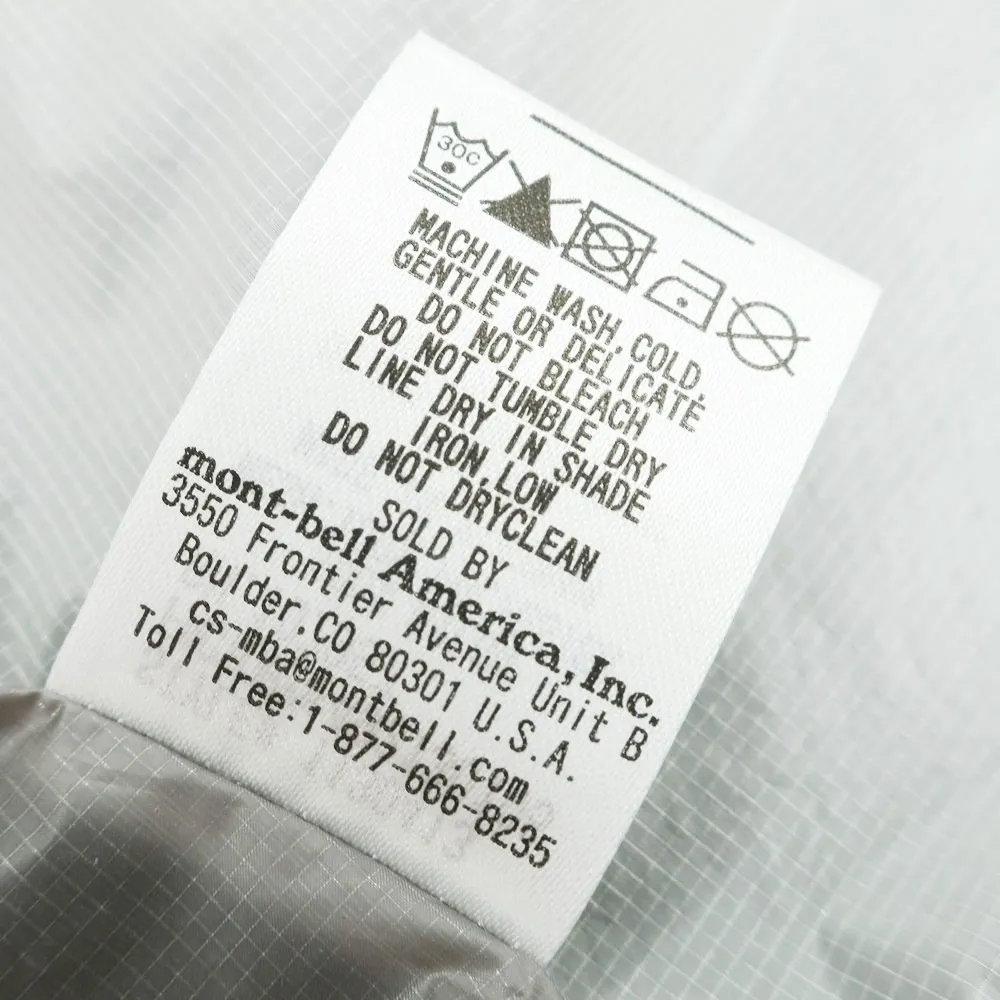 30C
MACHINE WASH,COLD,
GENTLE OR DELICATE
DO NOT BLEACH
DO NOT TUMBLE DRY
LINE DRY IN SHADE
IRON,LOW
DO NOT DRYCLEAN
SOLD BY
mont-bell America,Inc.
3550 Frontier Avenue Unit B
Boulder,CO 80301 U.S.A.
cs-mba@montbell.com
Toll Free:1-877-666-8235